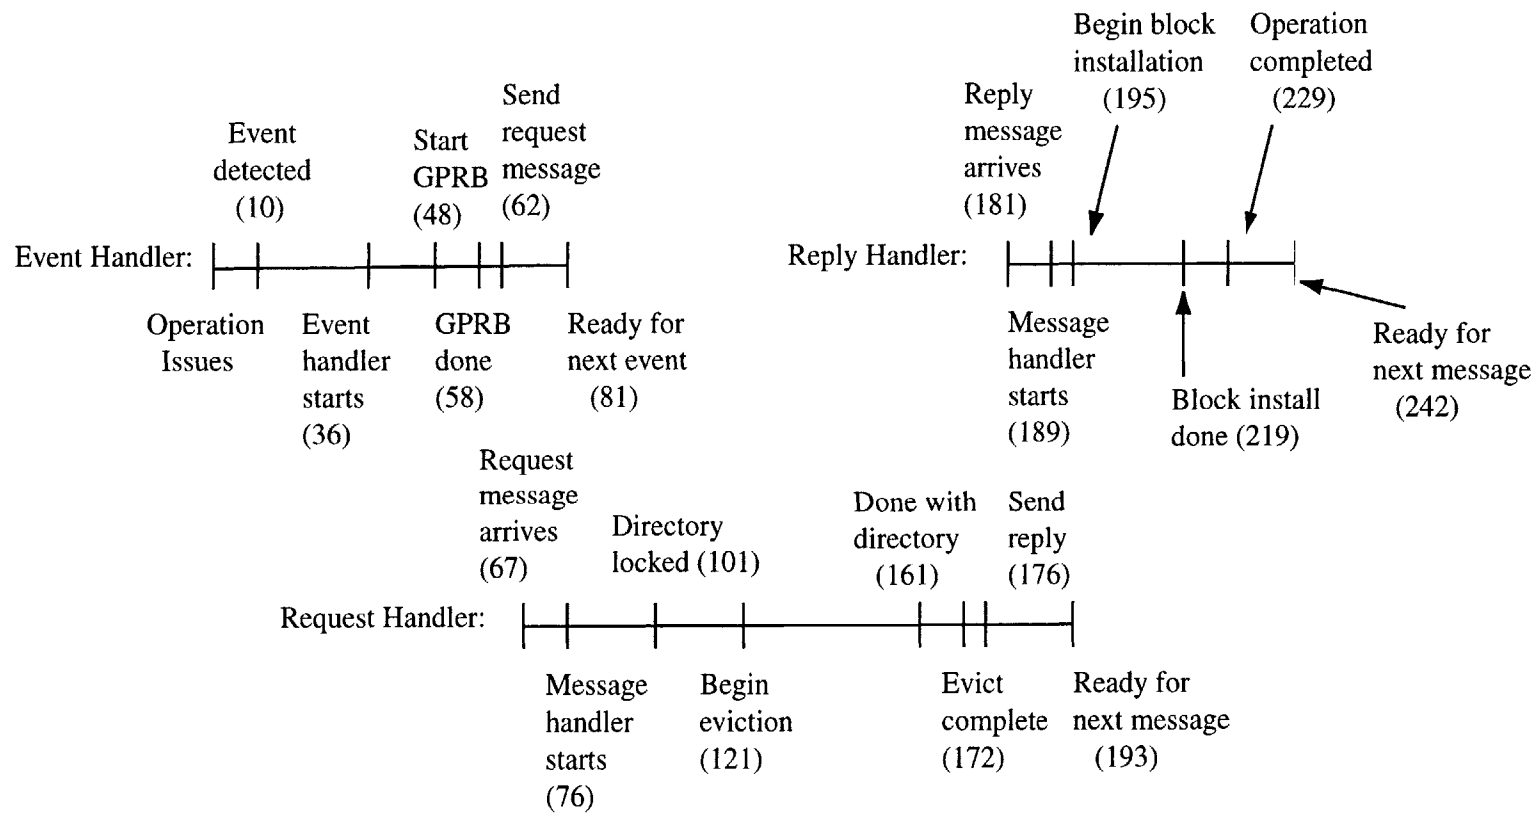 Event
detected
(10)
Start
GPRB
(48)
Send
request
message
(62)
Event Handler:
Operation
Issues
Event
handler
starts
(36)
GPRB
done
(58)
Ready for
next event
(81)
Reply
message
arrives
(181)
Begin block
installation
(195)
Operation
completed
(229)
Reply Handler:
Message
handler
starts
(189)
Block install
done (219)
Ready for
next message
(242)
Request
message
arrives
(67)
Directory
locked (101)
Done with
directory
(161)
Send
reply
(176)
Request Handler:
Message
handler
starts
(76)
Begin
eviction
(121)
Evict
complete
(172)
Ready for
next message
(193)